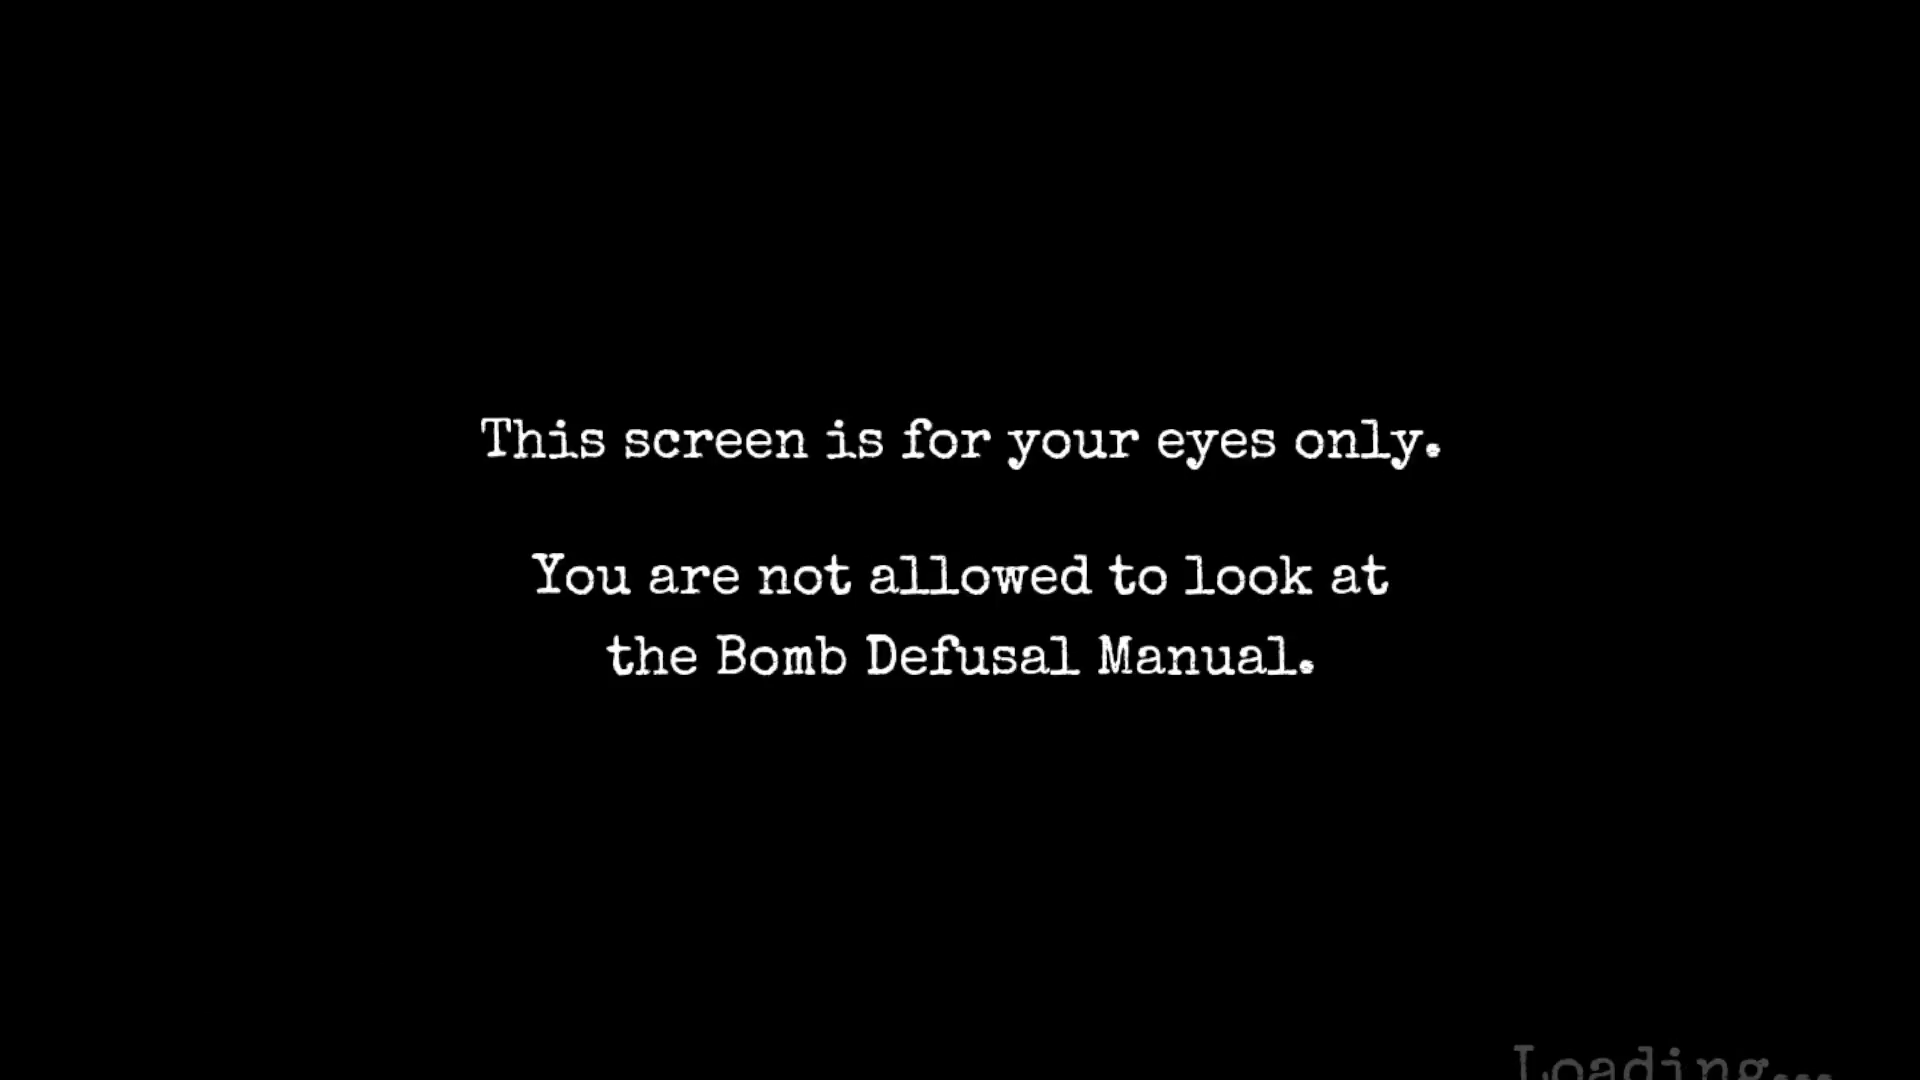 This screen is for your eyes only.
You are not allowed to look at
the Bomb Defusal Manual.
Loading...